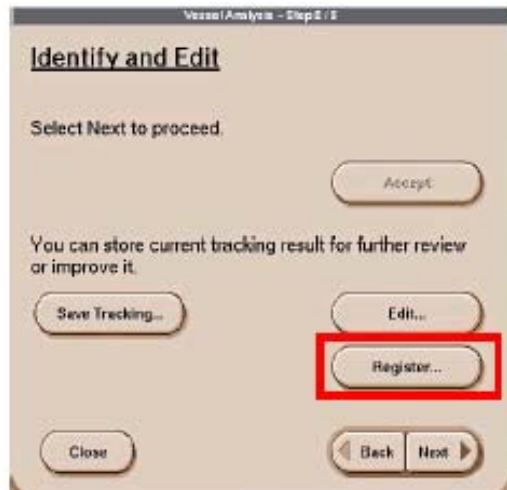 Vessel Analysis - Step 5 / 5
Identify and Edit
Select Next to proceed.
Accept
You can store current tracking result for further review
or improve it.
Save Tracking...
Edit...
Register...
Close
Back
Next